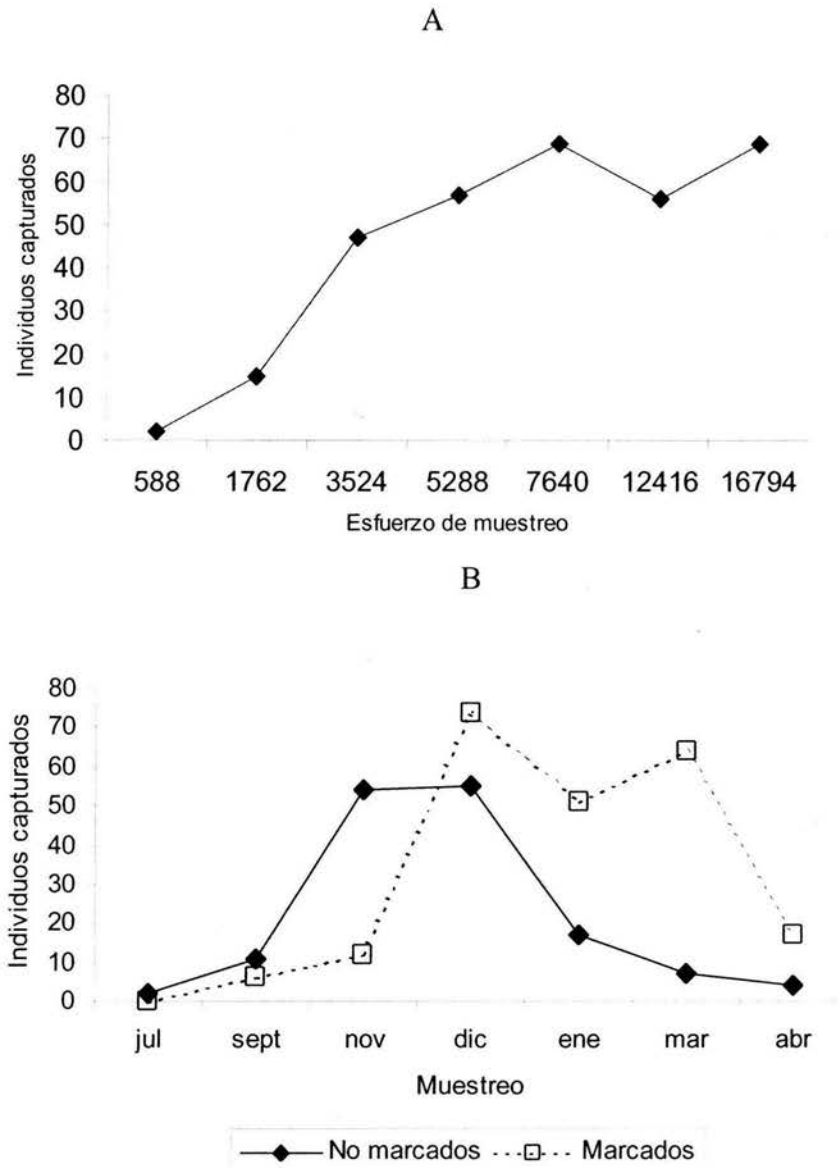 A
80
70
60
50
40
30
20
10
0
Individuos capturados
588 1762 3524 5288 7640 12416 16794
Esfuerzo de muestreo
B
80
70
60
50
40
30
20
10
0
Individuos capturados
jul sept nov dic ene mar abr
Muestreo
No marcados Marcados